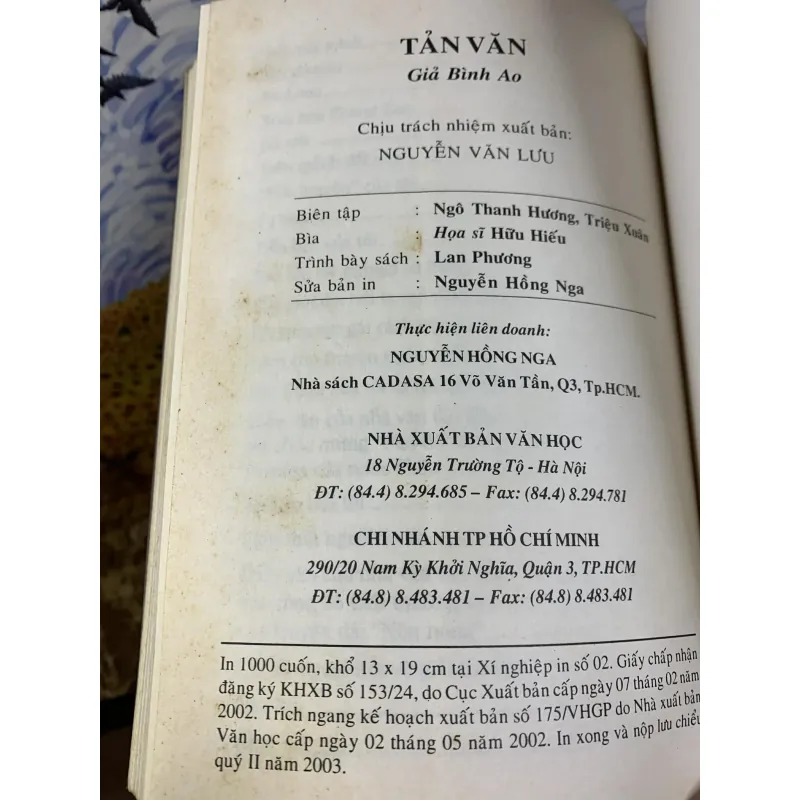 TẢN VĂN
Giả Bình Ao
Chịu trách nhiệm xuất bản:
NGUYỄN VĂN LƯU
Biên tập : Ngô Thanh Hương, Triệu Xuân
Bìa : Họa sĩ Hữu Hiếu
Trình bày sách : Lan Phương
Sửa bản in : Nguyễn Hồng Nga
Thực hiện liên doanh:
NGUYỄN HỒNG NGA
Nhà sách CADASA 16 Võ Văn Tần, Q3, Tp.HCM.
NHÀ XUẤT BẢN VĂN HỌC
18 Nguyễn Trường Tộ - Hà Nội
ĐT: (84.4) 8.294.685 – Fax: (84.4) 8.294.781
CHI NHÁNH TP HỒ CHÍ MINH
290/20 Nam Kỳ Khởi Nghĩa, Quận 3, TP.HCM
ĐT: (84.8) 8.483.481 – Fax: (84.8) 8.483.481
In 1000 cuốn, khổ 13 x 19 cm tại Xí nghiệp in số 02. Giấy chấp nhận
đăng ký KHXB số 153/24, do Cục Xuất bản cấp ngày 07 tháng 02 năm
2002. Trích ngang kế hoạch xuất bản số 175/VHGP do Nhà xuất bản
Văn học cấp ngày 02 tháng 05 năm 2002. In xong và nộp lưu chiểu
quý II năm 2003.